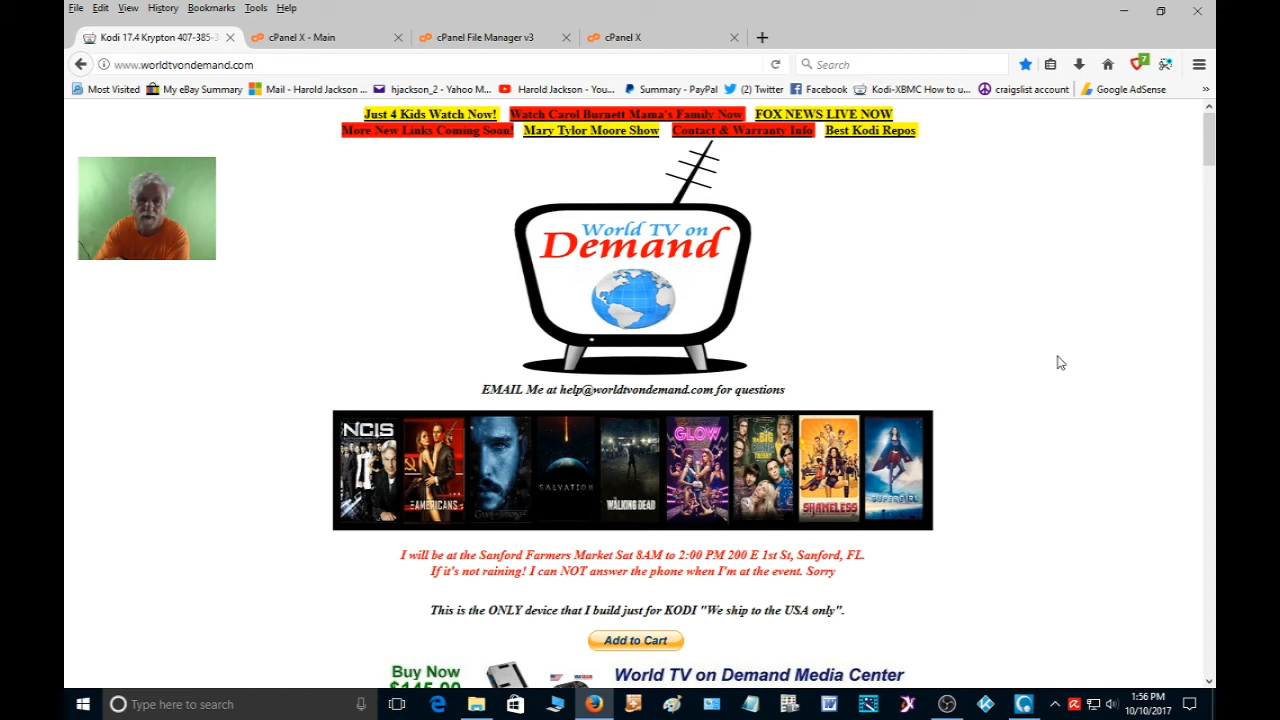 File Edit View History Bookmarks Tools Help
Kodi 17.4 Krypton 407-385-3 cPanel X - Main cPanel File Manager v3 cPanel X
www.worldtvondemand.com Search 7
Most Visited My eBay Summary Mail - Harold Jackson ... hjackson_2 - Yahoo M... Harold Jackson - You... Summary - PayPal (2) Twitter Facebook Kodi-XBMC How to u... craigslist account Google AdSense
Just 4 Kids Watch Now! Watch Carol Burnett Mama's Family Now FOX NEWS LIVE NOW
More New Links Coming Soon! Mary Tylor Moore Show Contact & Warranty Info Best Kodi Repos
World TV on
Demand
EMAIL Me at help@worldtvondemand.com for questions
NCIS
THE AMERICANS
SALVATION
THE WALKING DEAD
GLOW
THE BIG BANG THEORY
SHAMELESS
SUPERGIRL
I will be at the Sanford Farmers Market Sat 8AM to 2:00 PM 200 E 1st St, Sanford, FL.
If it's not raining! I can NOT answer the phone when I'm at the event. Sorry
This is the ONLY device that I build just for KODI "We ship to the USA only".
Add to Cart
Buy Now
$145.00
World TV on Demand Media Center
Type here to search
1:56 PM
10/10/2017